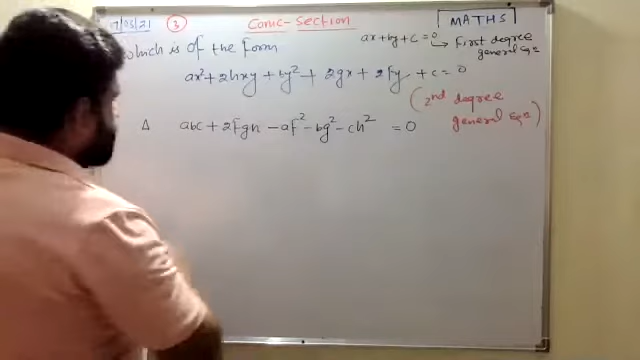 7/05/21 3 Conic-Section MATHS
which is of the form
ax+by+c=0 → First degree
general eqn
ax²+2hxy+by²+2gx+2fy+c=0
(2nd degree
general eqn)
Δ abc+2fgh-af²-bg²-ch²=0